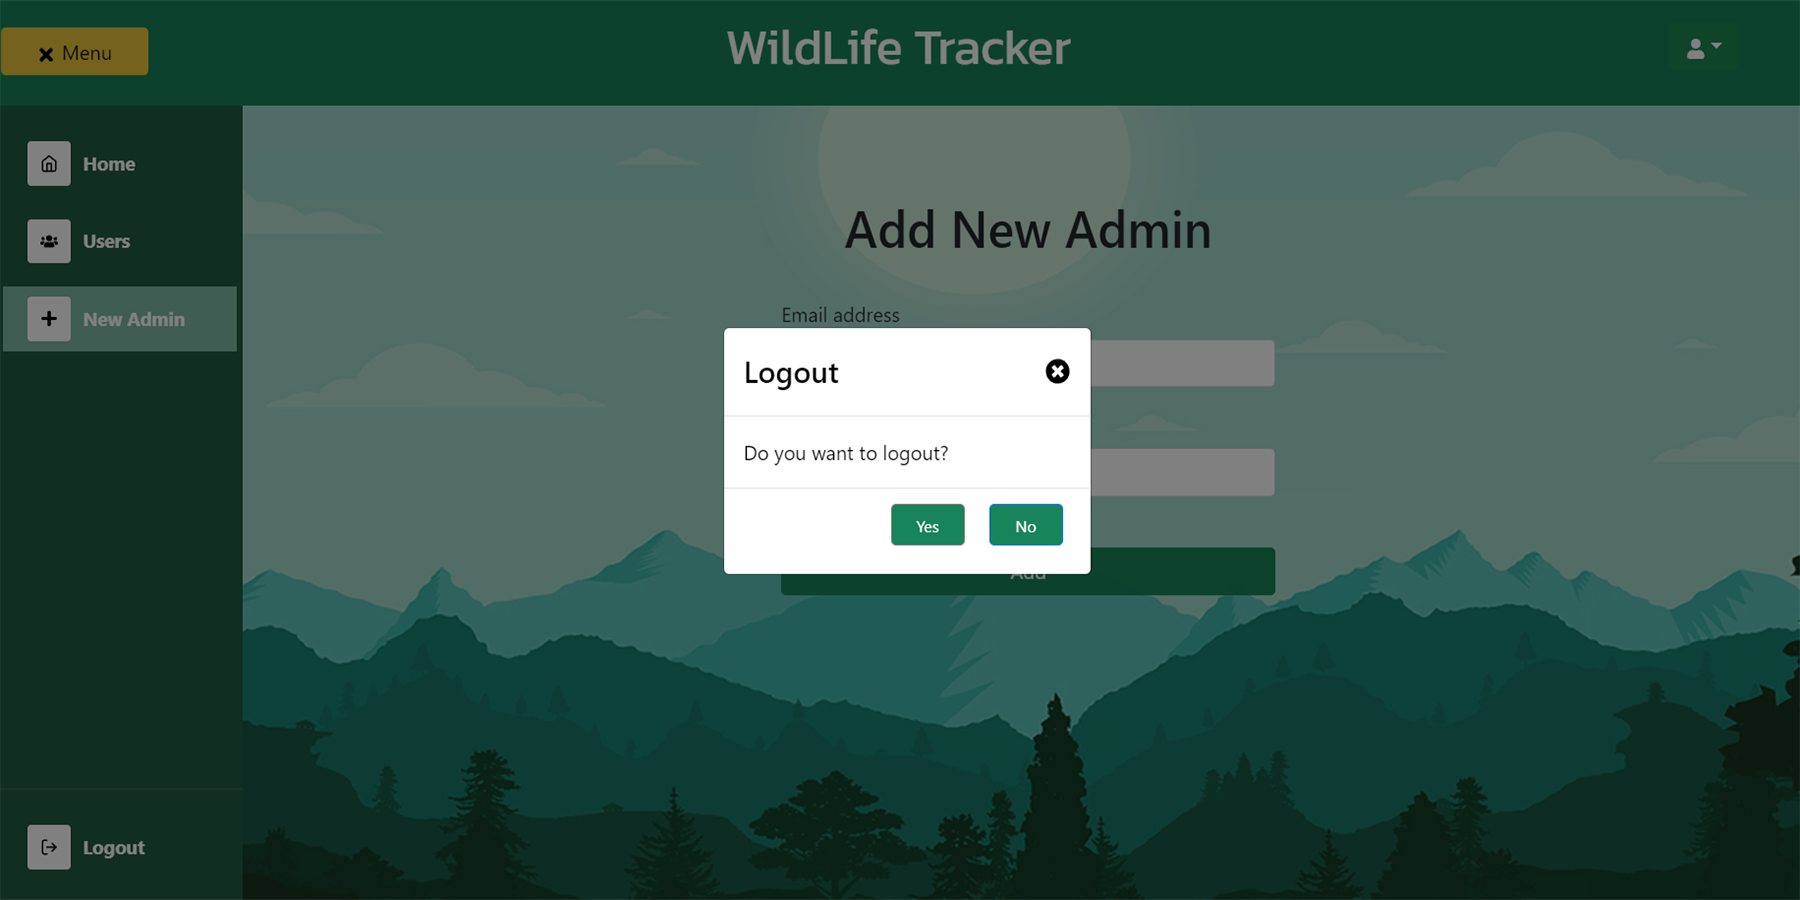 Menu
WildLife Tracker
Home
Users
New Admin
Logout
Add New Admin
Email address
Logout
Do you want to logout?
Yes
No
Add